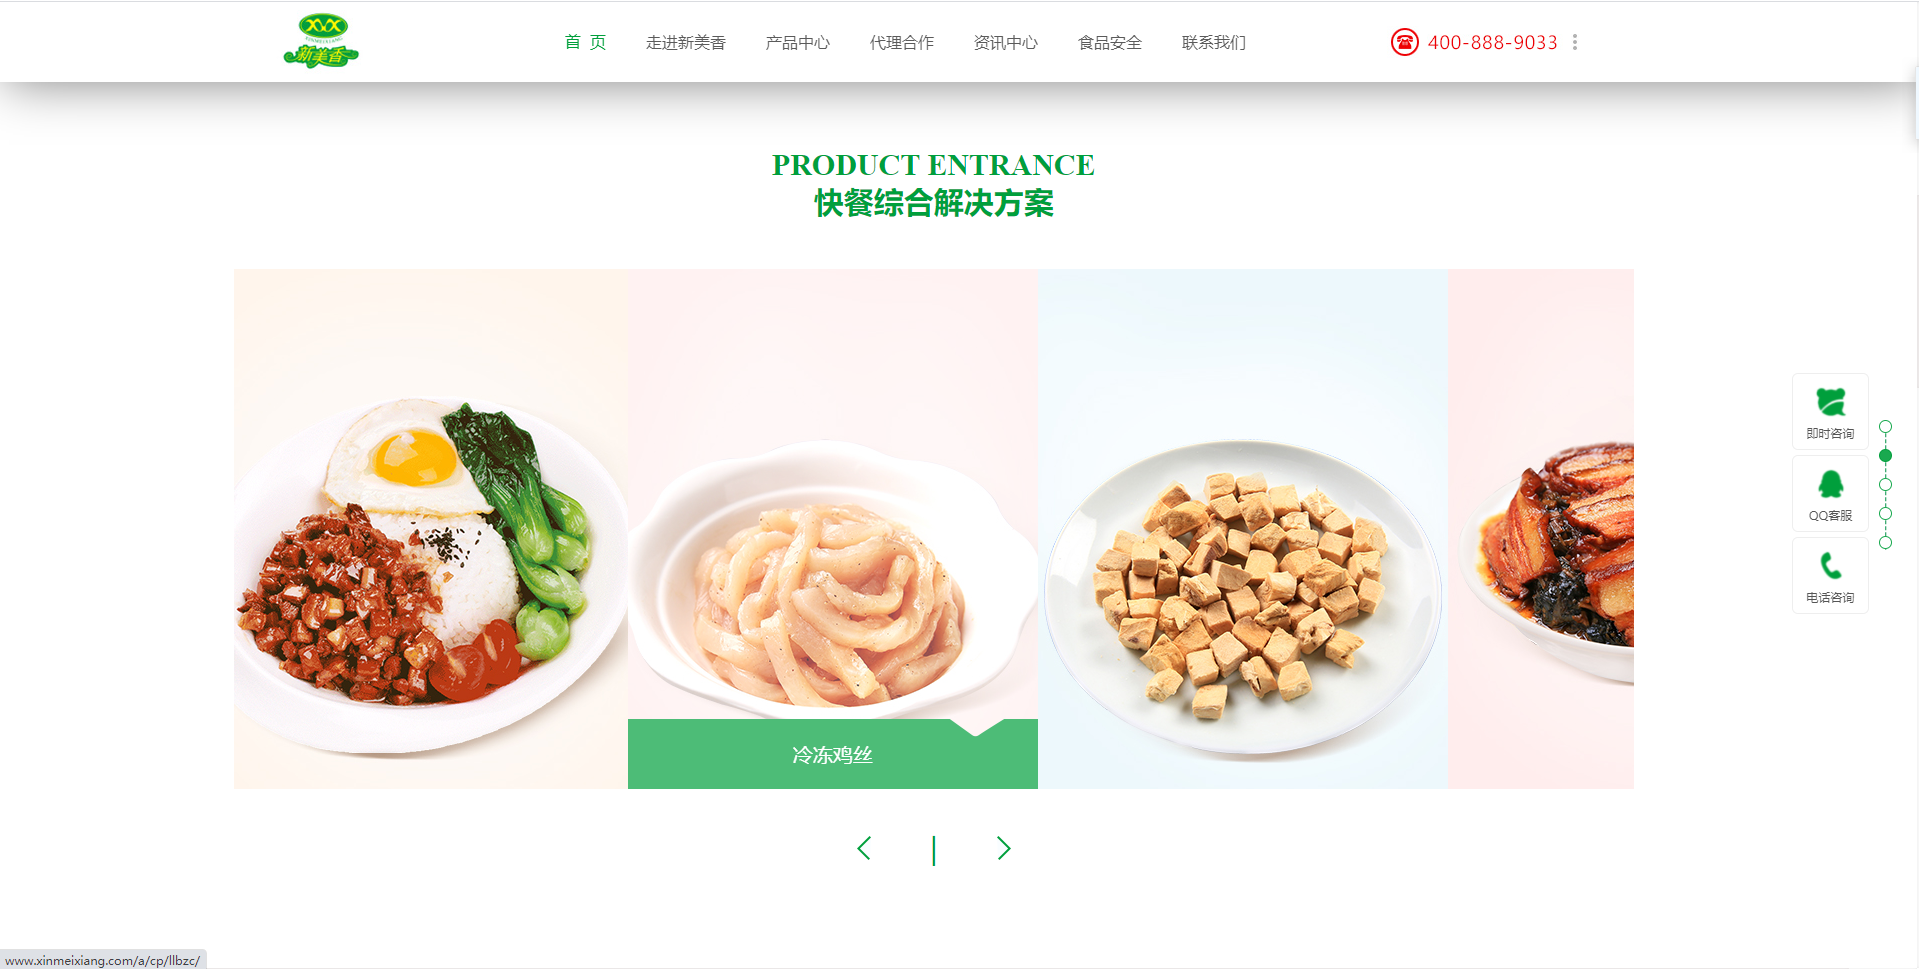 新美香
首 页
走进新美香
产品中心
代理合作
资讯中心
食品安全
联系我们
400-888-9033
PRODUCT ENTRANCE
快餐综合解决方案
即时咨询
QQ客服
电话咨询
冷冻鸡丝
www.xinmeixiang.com/a/cp/llbzc/